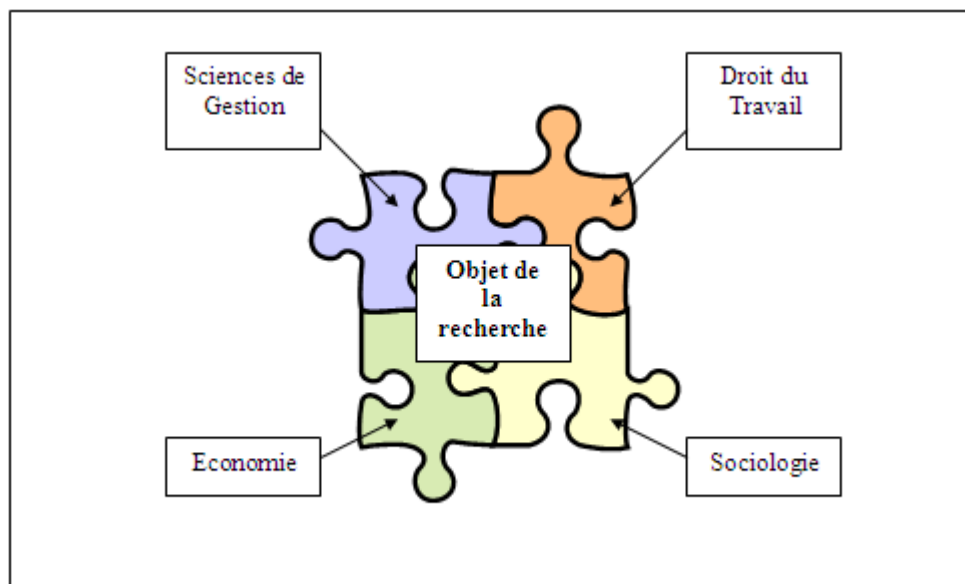 Sciences de
Gestion
Droit du
Travail
Objet de
la
recherche
Economie
Sociologie